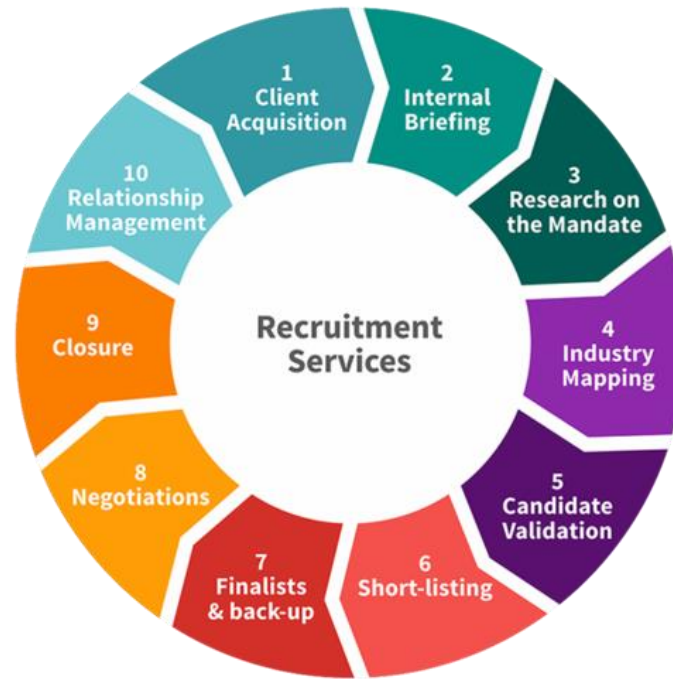 Recruitment
Services
1
Client
Acquisition
2
Internal
Briefing
3
Research on
the Mandate
4
Industry
Mapping
5
Candidate
Validation
6
Short-listing
7
Finalists
& back-up
8
Negotiations
9
Closure
10
Relationship
Management